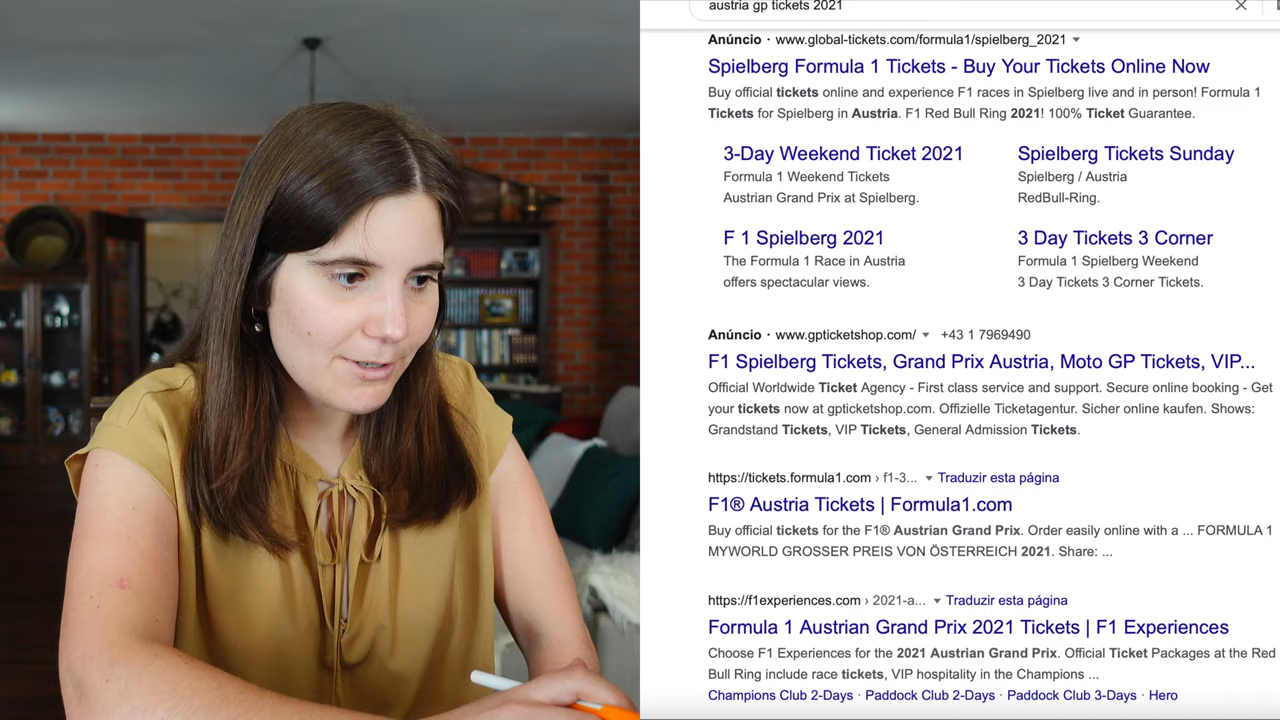 austria gp tickets 2021
Anúncio · www.global-tickets.com/formula1/spielberg_2021
Spielberg Formula 1 Tickets - Buy Your Tickets Online Now
Buy official tickets online and experience F1 races in Spielberg live and in person! Formula 1
Tickets for Spielberg in Austria. F1 Red Bull Ring 2021! 100% Ticket Guarantee.
3-Day Weekend Ticket 2021
Formula 1 Weekend Tickets
Austrian Grand Prix at Spielberg.
Spielberg Tickets Sunday
Spielberg / Austria
RedBull-Ring.
F 1 Spielberg 2021
The Formula 1 Race in Austria
offers spectacular views.
3 Day Tickets 3 Corner
Formula 1 Spielberg Weekend
3 Day Tickets 3 Corner Tickets.
Anúncio · www.gpticketshop.com/ +43 1 7969490
F1 Spielberg Tickets, Grand Prix Austria, Moto GP Tickets, VIP...
Official Worldwide Ticket Agency - First class service and support. Secure online booking - Get
your tickets now at gpticketshop.com. Offizielle Ticketagentur. Sicher online kaufen. Shows:
Grandstand Tickets, VIP Tickets, General Admission Tickets.
https://tickets.formula1.com › f1-3... Traduzir esta página
F1® Austria Tickets | Formula1.com
Buy official tickets for the F1® Austrian Grand Prix. Order easily online with a ... FORMULA 1
MYWORLD GROSSER PREIS VON ÖSTERREICH 2021. Share: ...
https://f1experiences.com › 2021-a... Traduzir esta página
Formula 1 Austrian Grand Prix 2021 Tickets | F1 Experiences
Choose F1 Experiences for the 2021 Austrian Grand Prix. Official Ticket Packages at the Red
Bull Ring include race tickets, VIP hospitality in the Champions ...
Champions Club 2-Days · Paddock Club 2-Days · Paddock Club 3-Days · Hero